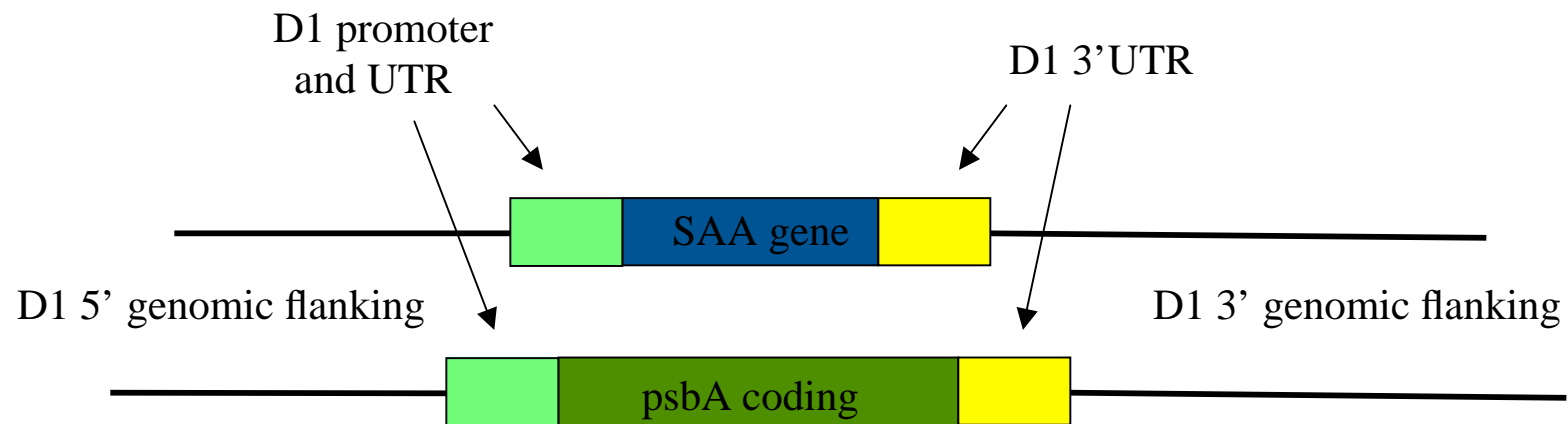 D1 promoter
and UTR
D1 3’UTR
SAA gene
D1 5’ genomic flanking
D1 3’ genomic flanking
psbA coding